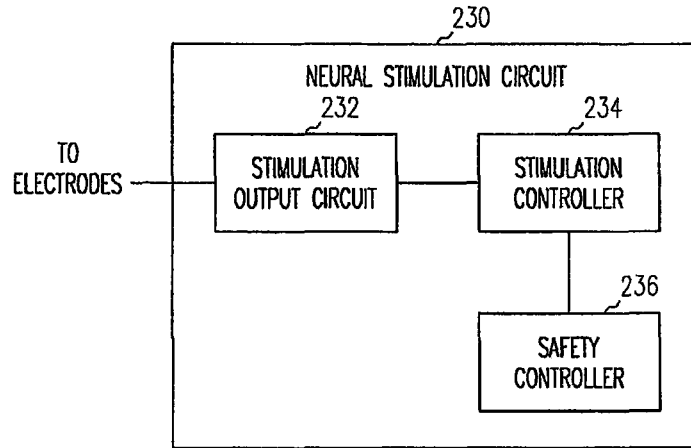 230
NEURAL STIMULATION CIRCUIT
232
234
TO
ELECTRODES
STIMULATION
OUTPUT CIRCUIT
STIMULATION
CONTROLLER
236
SAFETY
CONTROLLER